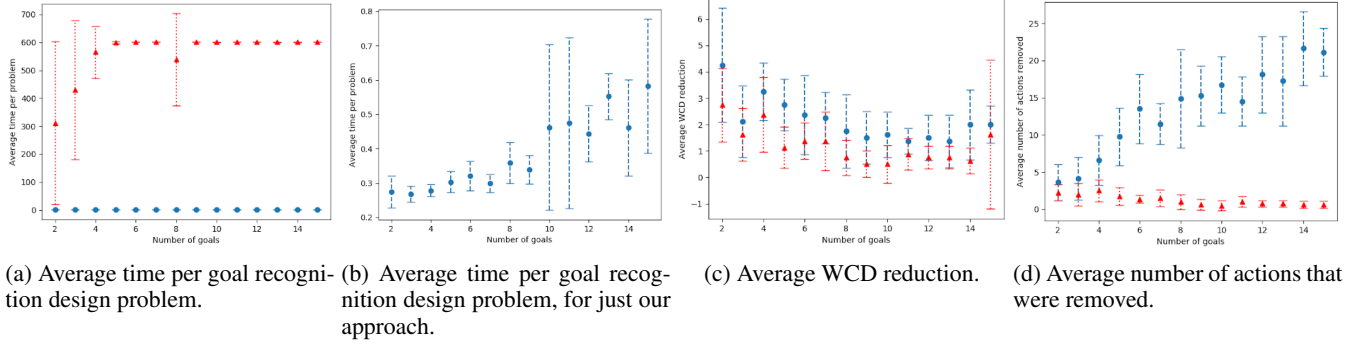 700
600
500
400
300
200
100
0
Average time per problem
2 4 6 8 10 12 14
Number of goals
(a) Average time per goal recogni-
tion design problem.
0.8
0.7
0.6
0.5
0.4
0.3
0.2
Average time per problem
2 4 6 8 10 12 14
Number of goals
(b) Average time per goal recog-
nition design problem, for just our
approach.
6
5
4
3
2
1
0
−1
Average WCD reduction
2 4 6 8 10 12 14
Number of goals
(c) Average WCD reduction.
25
20
15
10
5
0
Average number of actions removed
2 4 6 8 10 12 14
Number of goals
(d) Average number of actions that
were removed.